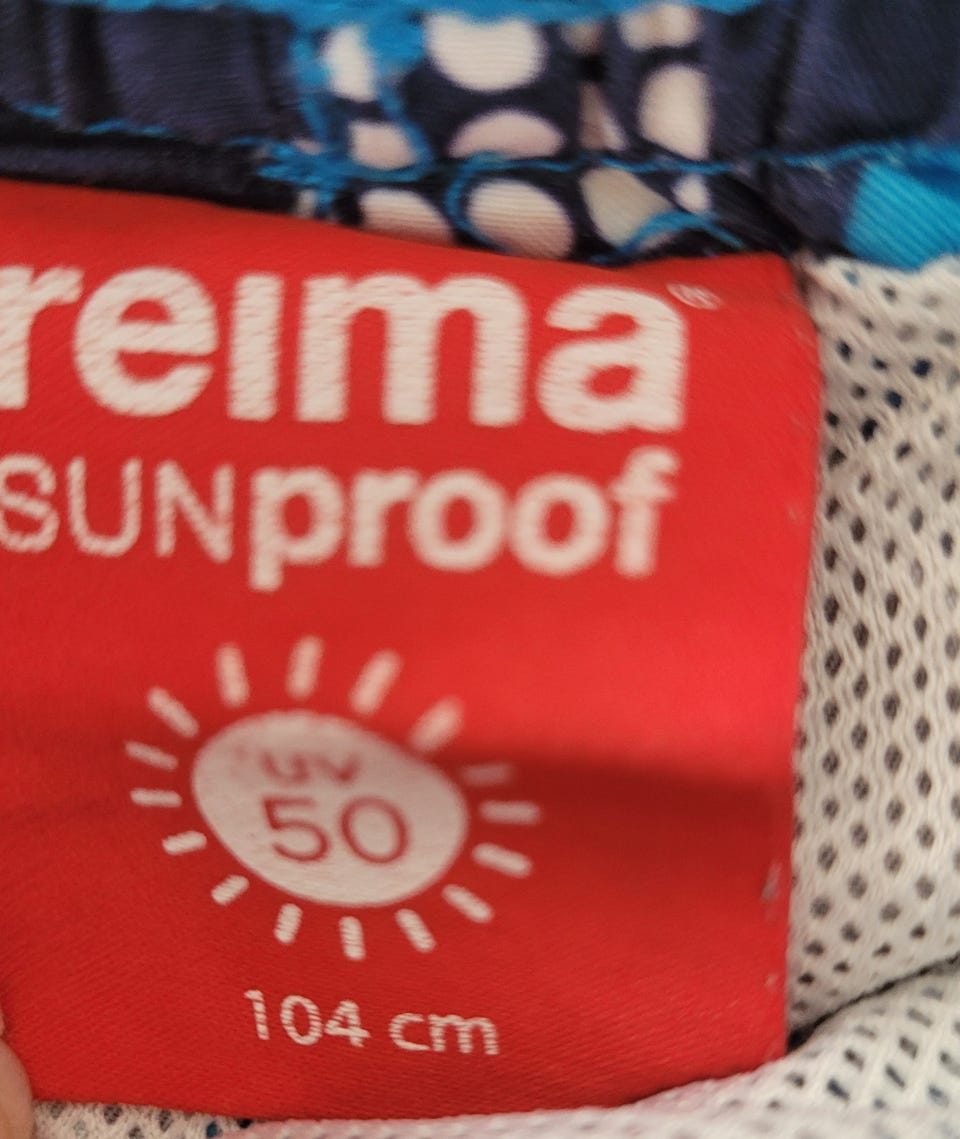 reima®
SUNproof
UV
50
104 cm